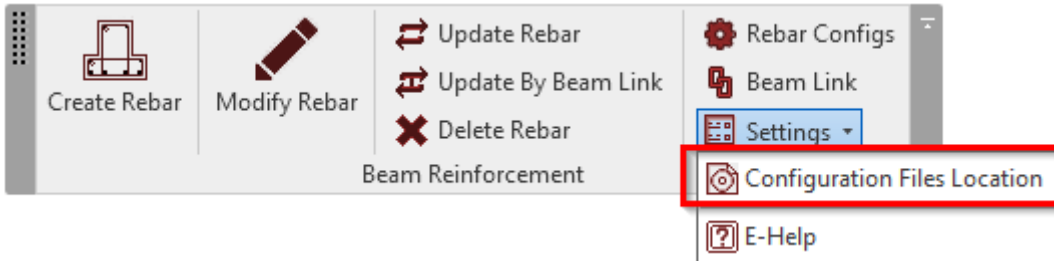 Create Rebar
Modify Rebar
Update Rebar
Update By Beam Link
Delete Rebar
Rebar Configs
Beam Link
Settings
Beam Reinforcement
Configuration Files Location
E-Help